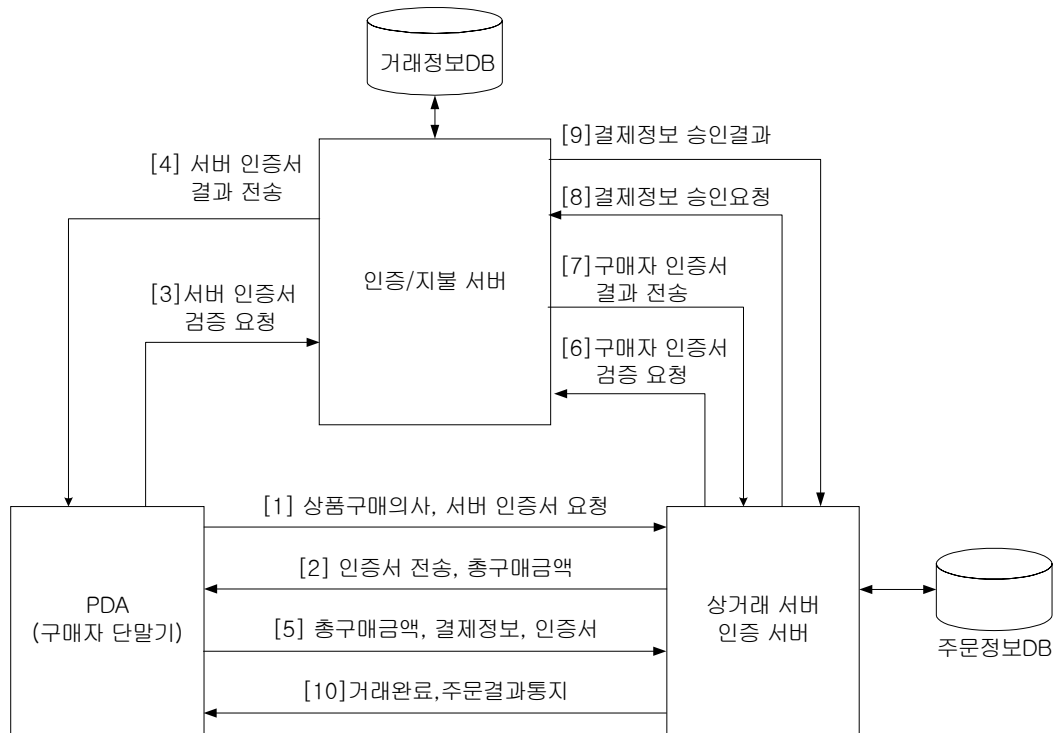 거래정보DB
[9]결제정보 승인결과
[4] 서버 인증서
결과 전송
[8]결제정보 승인요청
인증/지불 서버
[7]구매자 인증서
결과 전송
[3]서버 인증서
검증 요청
[6]구매자 인증서
검증 요청
[1] 상품구매의사, 서버 인증서 요청
[2] 인증서 전송, 총구매금액
PDA
(구매자 단말기)
상거래 서버
인증 서버
[5] 총구매금액, 결제정보, 인증서
주문정보DB
[10]거래완료,주문결과통지